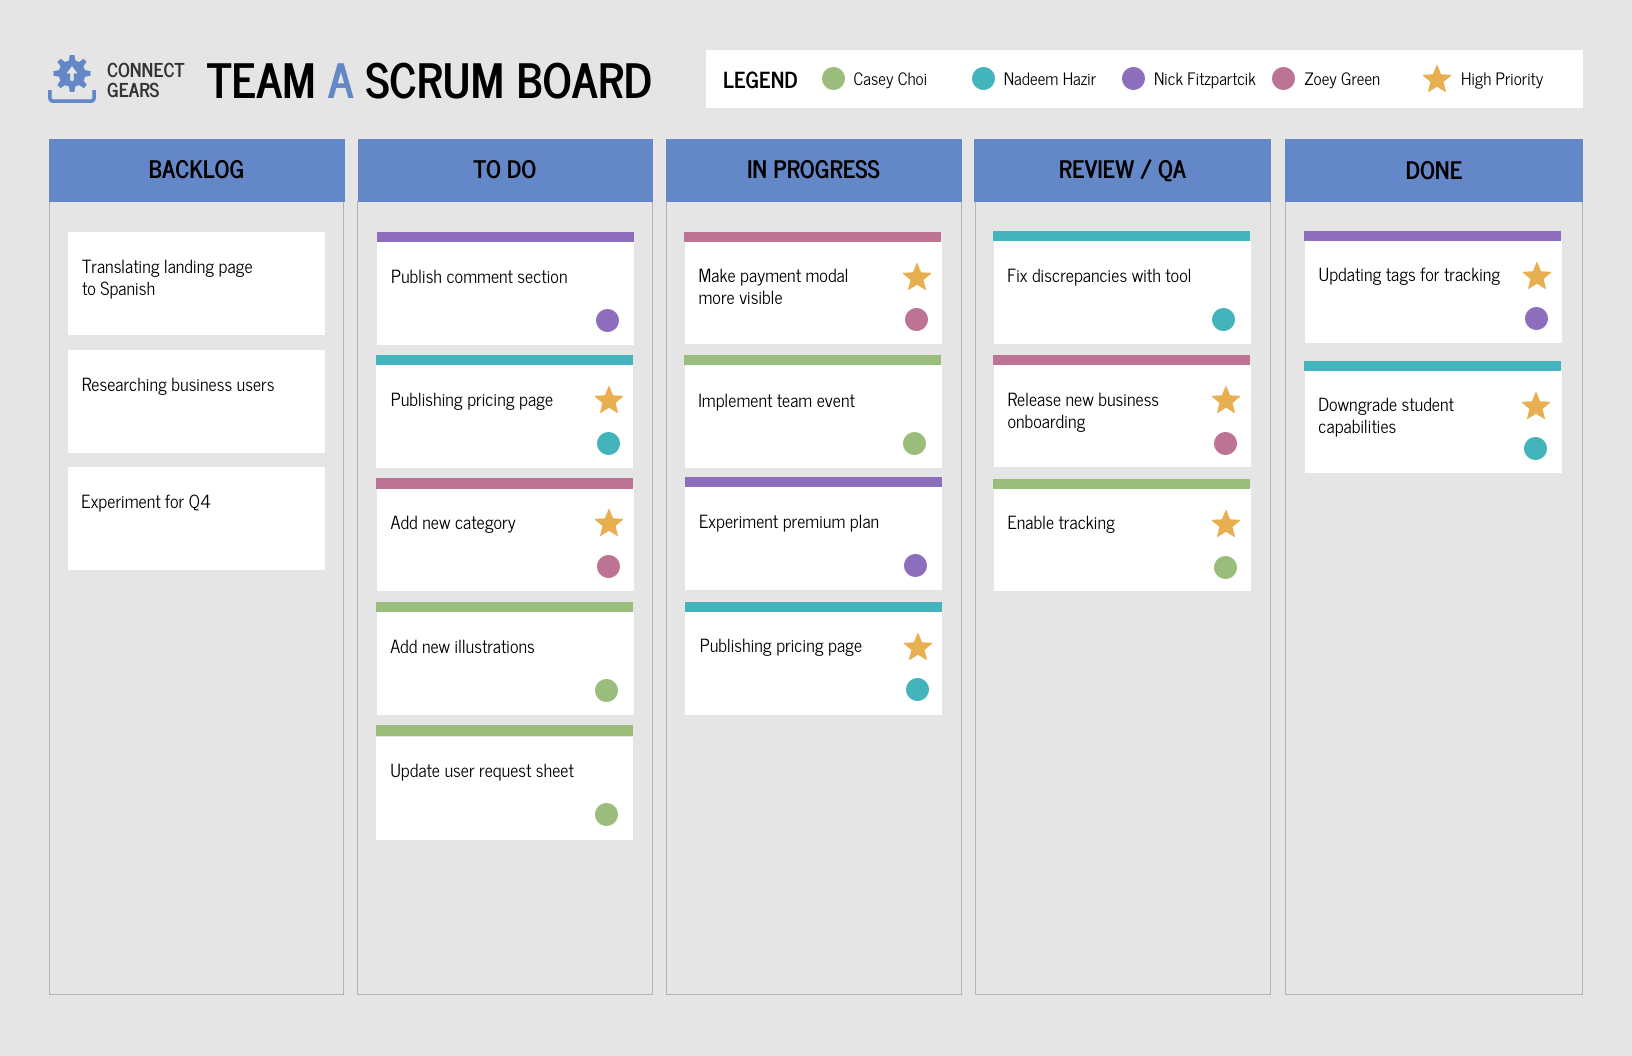 CONNECT
GEARS
TEAM A SCRUM BOARD
LEGEND
Casey Choi
Nadeem Hazir
Nick Fitzpartcik
Zoey Green
High Priority
BACKLOG
Translating landing page
to Spanish
Researching business users
Experiment for Q4
TO DO
Publish comment section
Publishing pricing page
Add new category
Add new illustrations
Update user request sheet
IN PROGRESS
Make payment modal
more visible
Implement team event
Experiment premium plan
Publishing pricing page
REVIEW / QA
Fix discrepancies with tool
Release new business
onboarding
Enable tracking
DONE
Updating tags for tracking
Downgrade student
capabilities